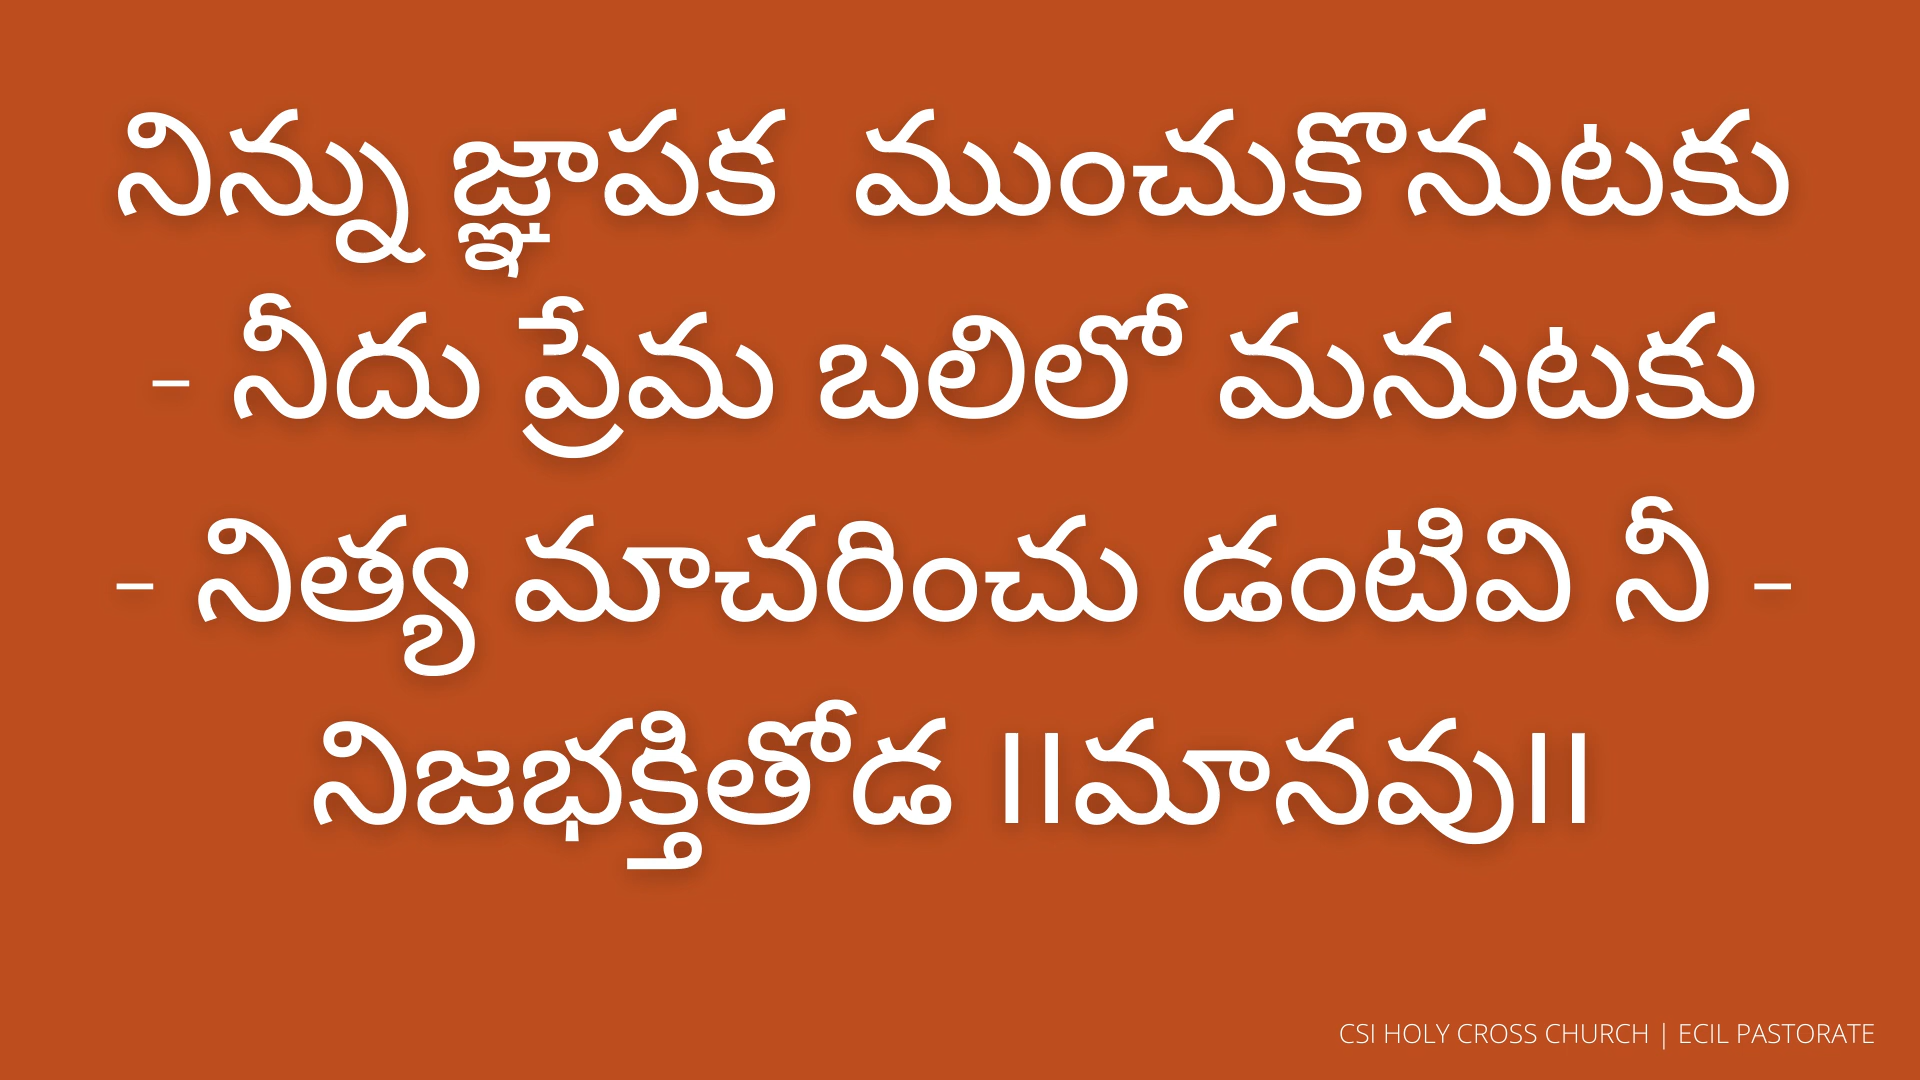 నిన్ను జ్ఞాపక ముంచుకొనుటకు
- నీదు ప్రేమ బలిలో మనుటకు
- నిత్య మాచరించు డంటివి నీ -
నిజభక్తితోడ ||మానవు||
CSI HOLY CROSS CHURCH | ECIL PASTORATE